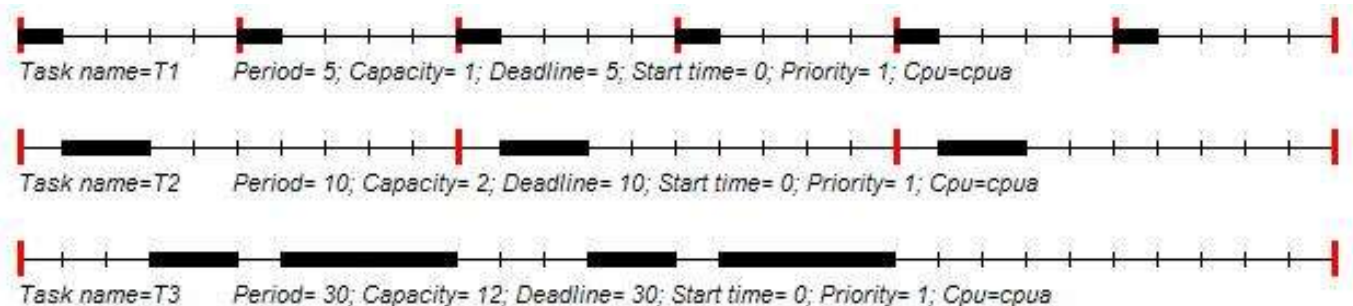 Task name=T1 Period= 5; Capacity= 1; Deadline= 5; Start time= 0; Priority= 1; Cpu=cpua
Task name=T2 Period= 10; Capacity= 2; Deadline= 10; Start time= 0; Priority= 1; Cpu=cpua
Task name=T3 Period= 30; Capacity= 12; Deadline= 30; Start time= 0; Priority= 1; Cpu=cpua